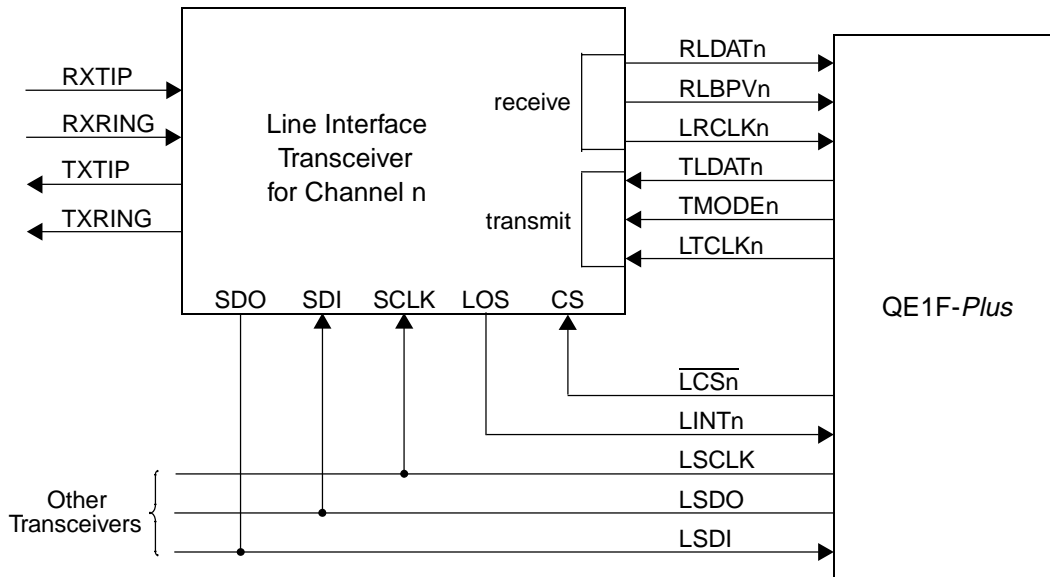 RXTIP
RXRING
TXTIP
TXRING
Line Interface
Transceiver
for Channel n
receive
transmit
SDO SDI SCLK LOS CS
RLDATn
RLBPVn
LRCLKn
TLDATn
TMODEn
LTCLKn
LCSn
LINTn
LSCLK
LSDO
LSDI
QE1F-Plus
Other
Transceivers